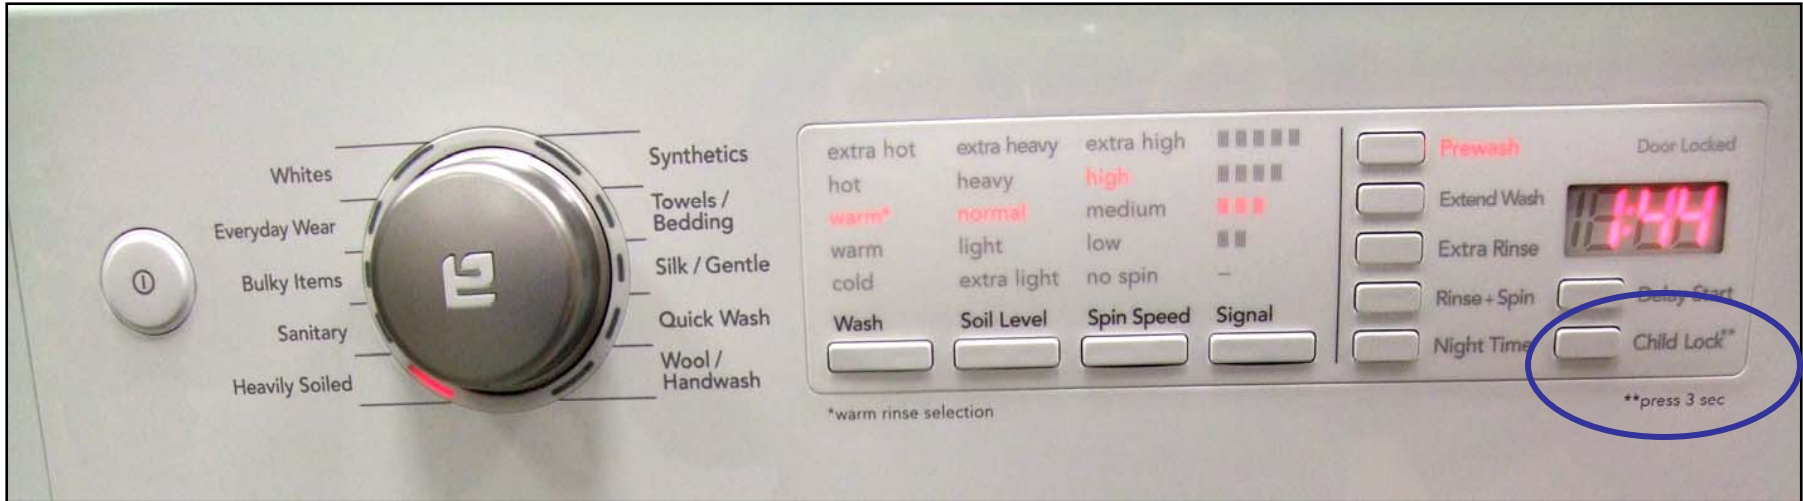 Whites
Everyday Wear
Bulky Items
Sanitary
Heavily Soiled
Synthetics
Towels /
Bedding
Silk / Gentle
Quick Wash
Wool /
Handwash
extra hot
hot
warm*
warm
cold
Wash
extra heavy
heavy
normal
light
extra light
Soil Level
extra high
high
medium
low
no spin
Spin Speed
–
Signal
*warm rinse selection
Prewash
Extend Wash
Extra Rinse
Rinse + Spin
Night Time
Door Locked
1:44
Delay Start
Child Lock**
**press 3 sec